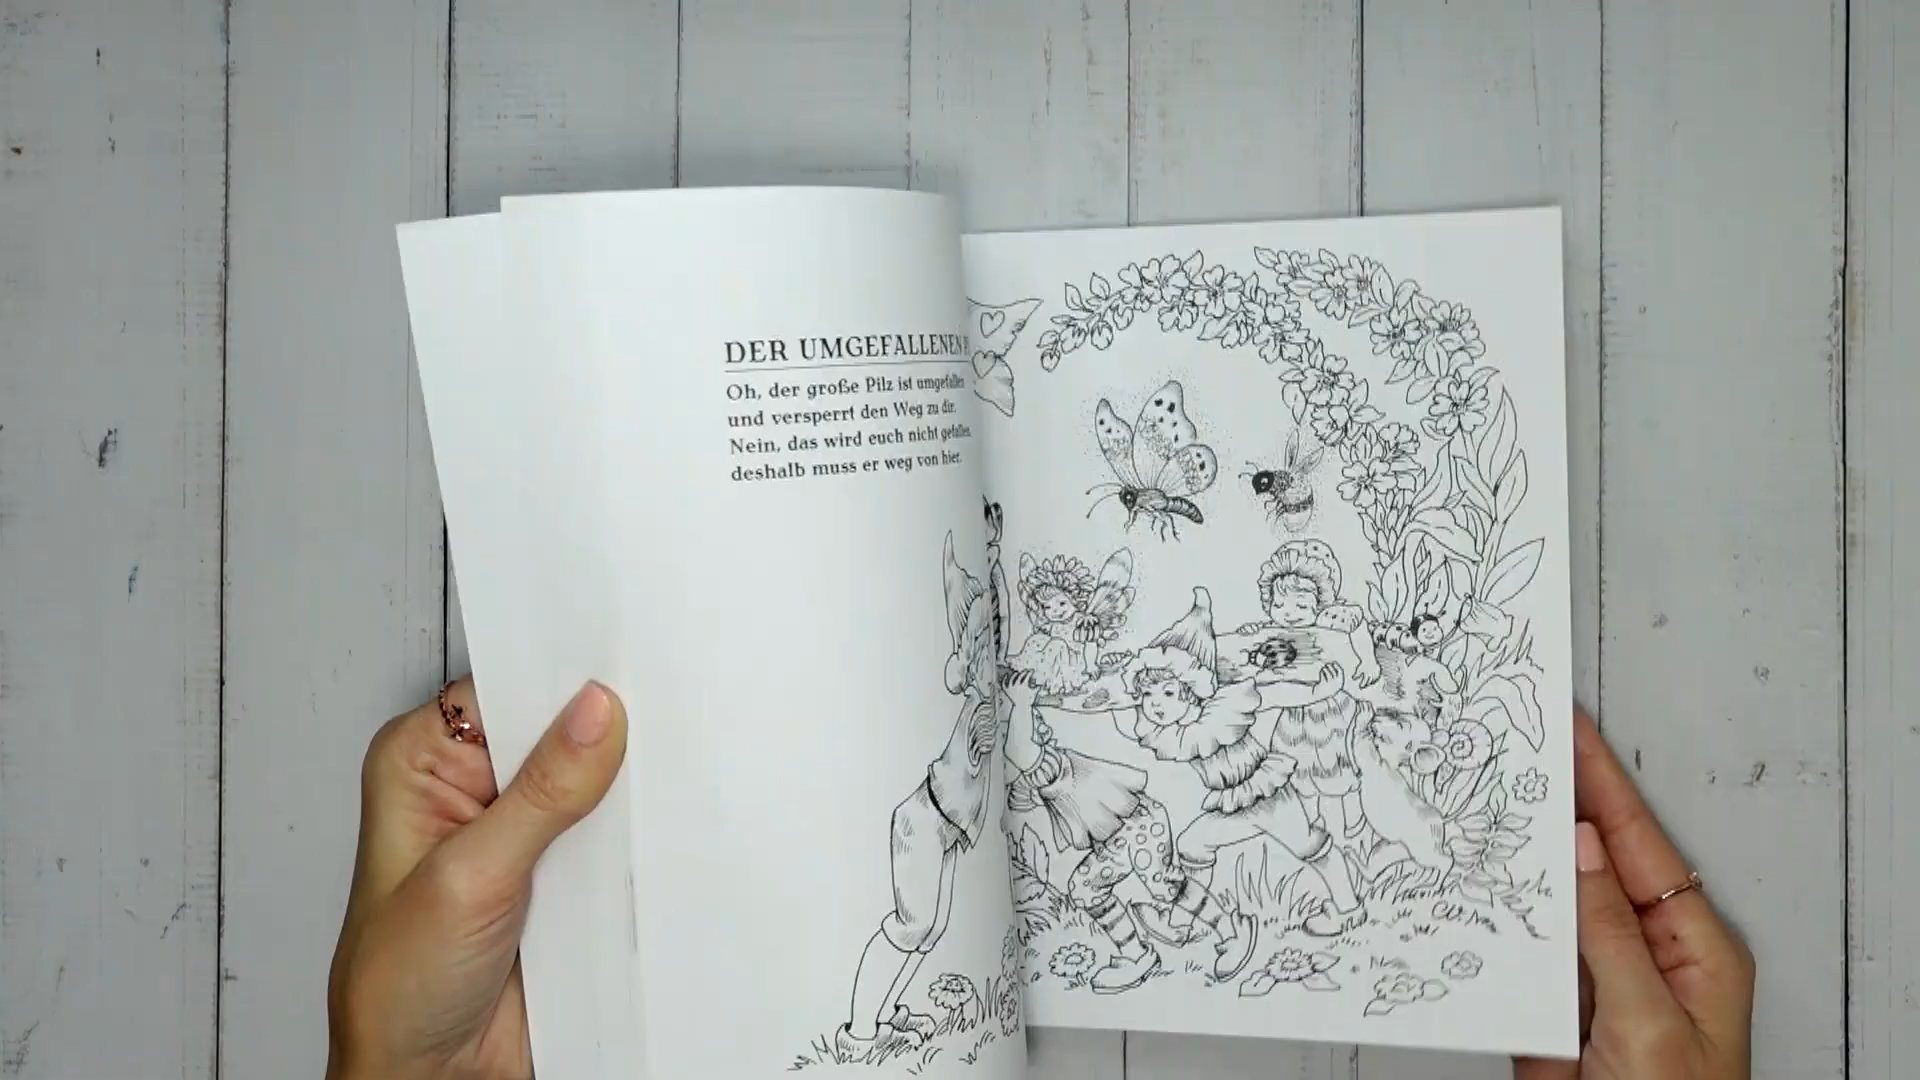 DER UMGEFALLENEN
Oh, der große Pilz ist umgefallen
und versperrt den Weg zu dir.
Nein, das wird euch nicht gefallen,
deshalb muss er weg von hier.